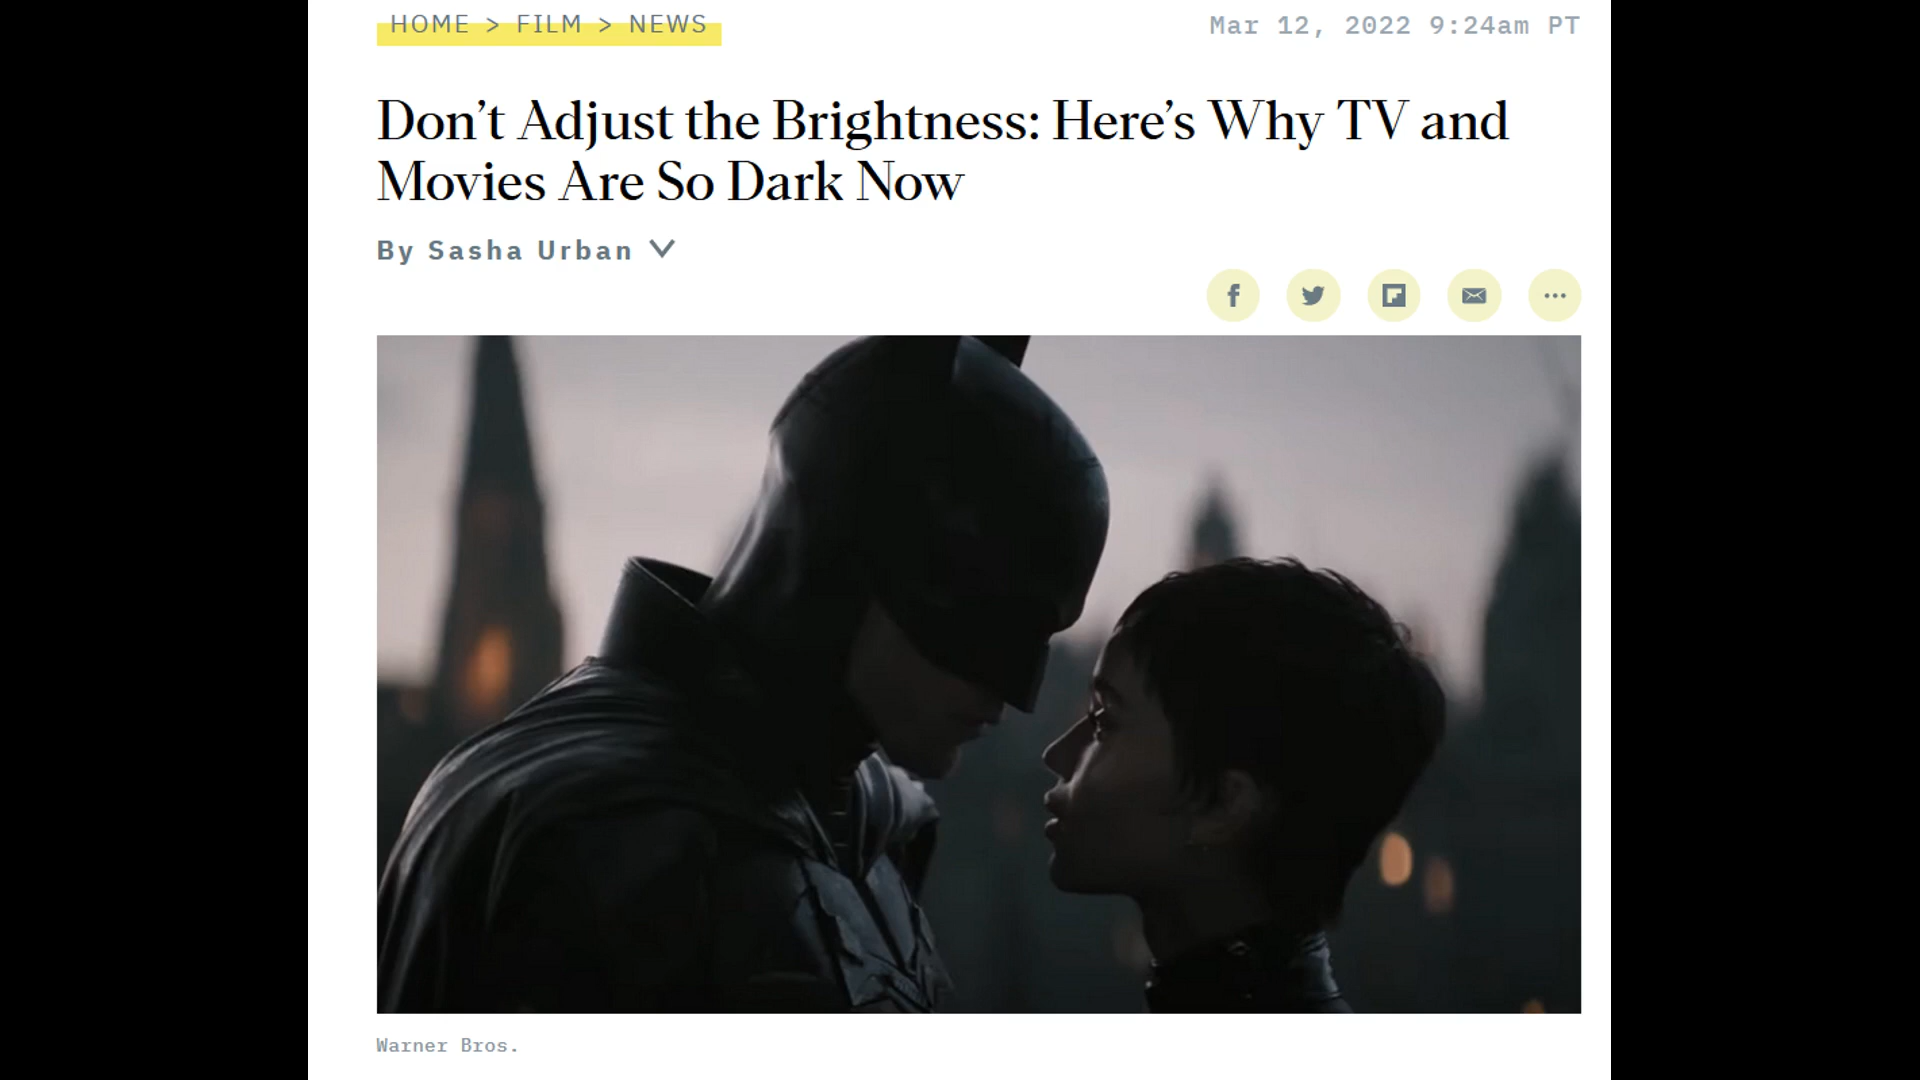 HOME > FILM > NEWS
Mar 12, 2022 9:24am PT
Don’t Adjust the Brightness: Here’s Why TV and
Movies Are So Dark Now
By Sasha Urban
Warner Bros.